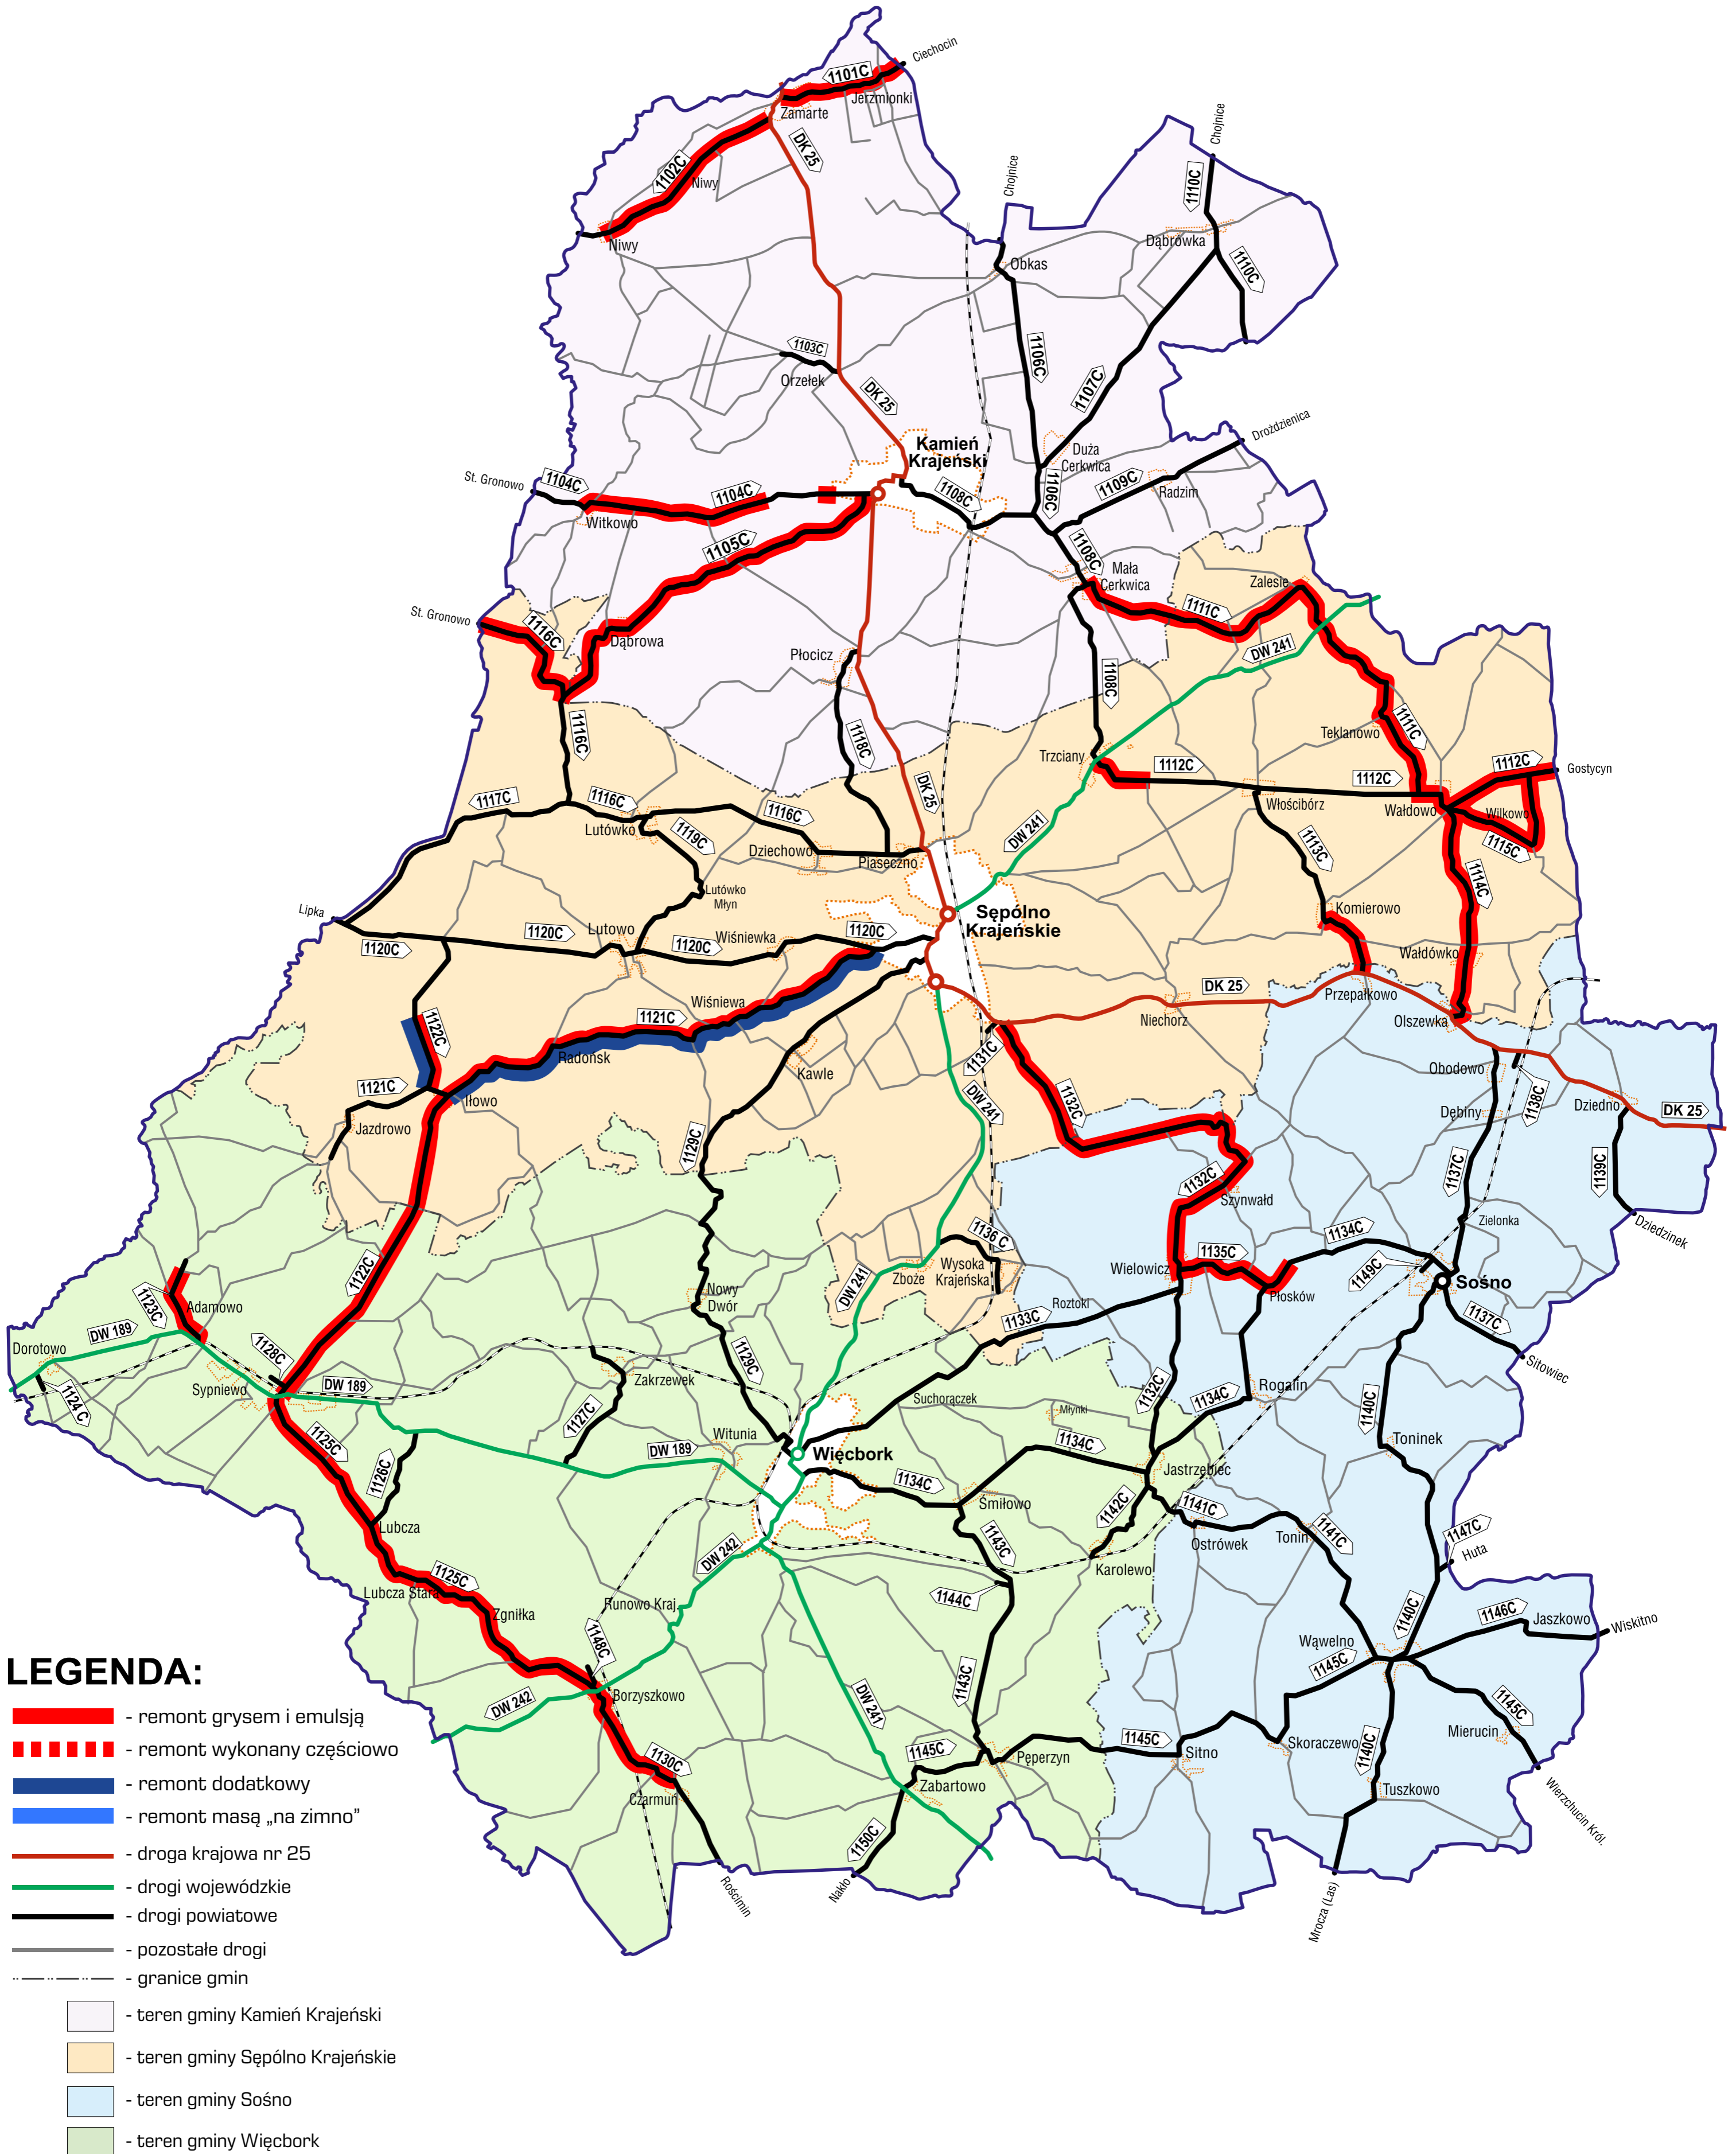 Ciechocin
1101C
Jerzmionki
Zamarte
DK 25
1102C
Niwy
Niwy
Chojnice
Chojnice
1110C
Dąbrówka
1110C
Obkas
1103C
Orzełek
DK 25
1106C
1107C
Kamień
Krajeński
Duża
Cerkwica
Drożdzienica
St. Gronowo
1104C
1104C
1108C
1106C
1109C
Radzim
Witkowo
1105C
1108C
Mała
Cerkwica
Zalesie
St. Gronowo
1116C
Dąbrowa
1111C
DW 241
Płocicz
1108C
1116C
1118C
Teklanowo
1111C
Trzciany
1112C
1112C
1112C
Gostycyn
DK 25
1117C
1116C
1116C
Włościbórz
Wałdowo
Wilkowo
Lutówko
1119C
DW 241
Dziechowo
Piaseczno
1113C
1115C
1114C
Lutówko
Młyn
Lipka
Sępólno
Krajeńskie
Komierowo
1120C
1120C
Lutowo
1120C
Wiśniewka
1120C
Wałdówko
DK 25
Przepałkowo
Wiśniewa
1121C
Niechorz
Olszewka
1122C
Radońsk
Kawle
1131C
1132C
Obodowo
1138C
Dziedno
DK 25
1121C
Iłowo
DW 241
Dębiny
Jazdrowo
1129C
1137C
1139C
1132C
Szynwałd
Zielonka
Dziedzinek
1136 C
1134C
1122C
Wysoka
Krajeńska
Zboże
Wielowicz
1135C
1149C
Sośno
1123C
Adamowo
Nowy
Dwór
DW 241
Roztoki
1133C
Płosków
1137C
DW 189
Dorotowo
1128C
1129C
Sitowiec
Sypniewo
DW 189
Zakrzewek
1124 C
Suchorączek
1132C
1134C
Rogalin
1140C
Młynki
1125C
1127C
Witunia
DW 189
Więcbork
1134C
Toninek
1126C
1134C
Jastrzębiec
Śmiłowo
1142C
1141C
Lubcza
1143C
Ostrówek
Tonin
1141C
1147C
Huta
DW 242
Karolewo
1125C
Lubcza Stara
1144C
Zgniłka
Runowo Kraj.
1140C
1146C
Jaszkowo
Wiskitno
1148C
Wąwelno
1145C
1143C
Borzyszkowo
DW 242
DW 241
1145C
Mierucin
1130C
1145C
Pęperzyn
1145C
Sitno
Skoraczewo
1140C
Czarmuń
Zabartowo
Tuszkowo
Wierzchucin Król.
1150C
Rościmin
Nakło
Mrocza (Las)
LEGENDA:
- remont grysem i emulsją
- remont wykonany częściowo
- remont dodatkowy
- remont masą „na zimno”
- droga krajowa nr 25
- drogi wojewódzkie
- drogi powiatowe
- pozostałe drogi
- granice gmin
- teren gminy Kamień Krajeński
- teren gminy Sępólno Krajeńskie
- teren gminy Sośno
- teren gminy Więcbork